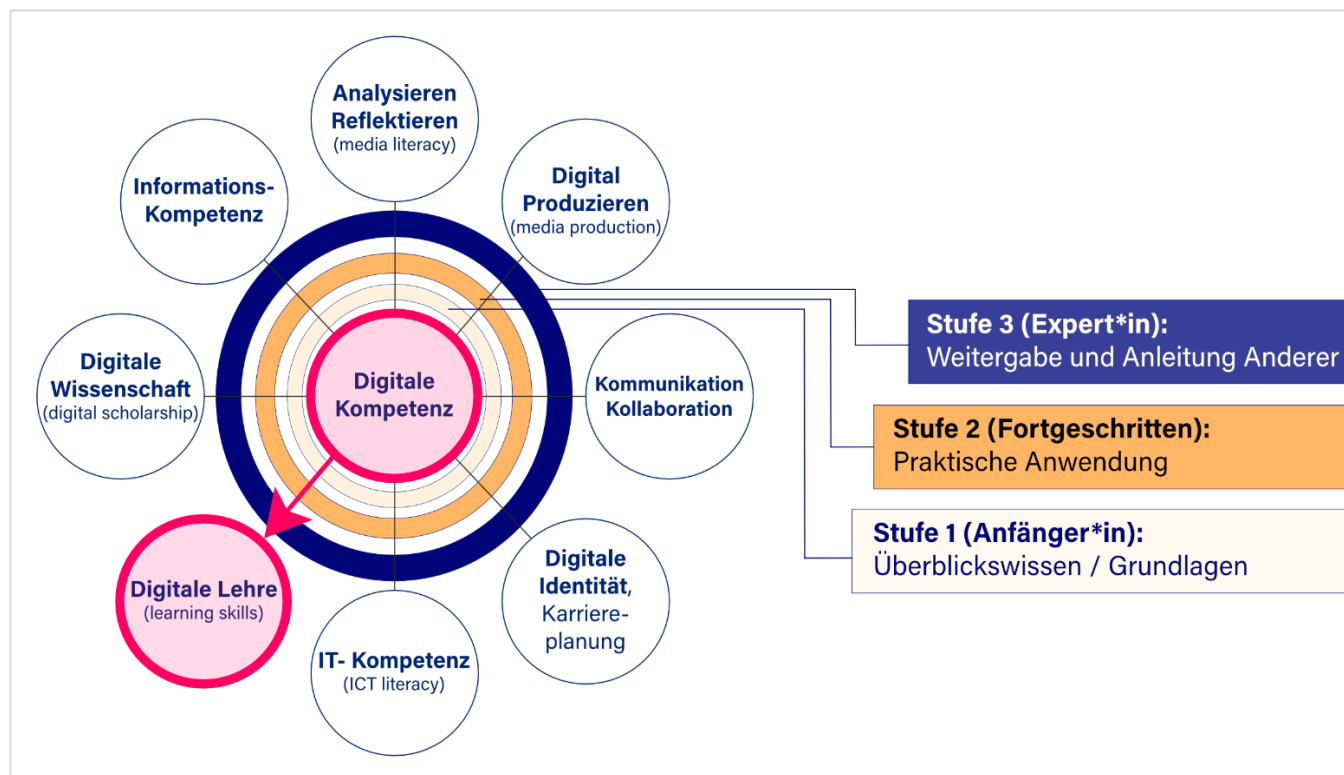 Analysieren
Reflektieren
(media literacy)
Digital
Produzieren
(media production)
Informations-
Kompetenz
Kommunikation
Kollaboration
Digitale
Wissenschaft
(digital scholarship)
Digitale
Kompetenz
Digitale
Identität,
Karriere-
planung
Digitale Lehre
(learning skills)
IT- Kompetenz
(ICT literacy)
Stufe 3 (Expert*in):
Weitergabe und Anleitung Anderer
Stufe 2 (Fortgeschritten):
Praktische Anwendung
Stufe 1 (Anfänger*in):
Überblickswissen / Grundlagen